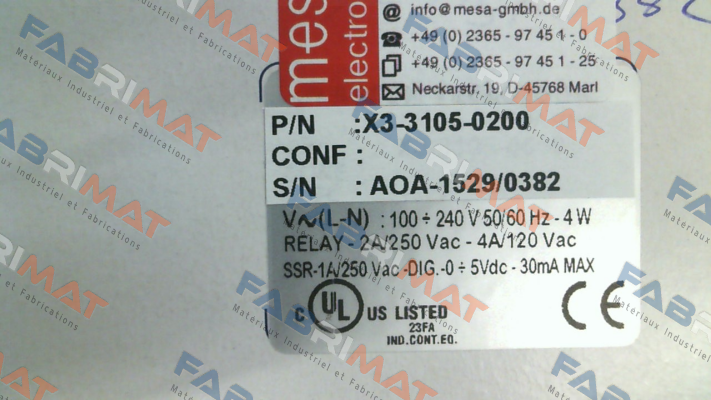 mesa
electro
@ info@mesa-gmbh.de
+49 (0) 2365 - 97 45 1 - 0
+49 (0) 2365 - 97 45 1 - 25
Neckarstr, 19, D-45768 Marl
P/N :X3-3105-0200
CONF :
S/N : AOA-1529/0382
V~(L-N) : 100 ÷ 240 V 50/60 Hz - 4 W
RELAY - 2A/250 Vac - 4A/120 Vac
SSR-1A/250 Vac -DIG.-0 ÷ 5Vdc - 30mA MAX
C UL US LISTED
23FA
IND.CONT.EQ.
CE
FABRIMAT
Materiaux Industriel et Fabrications